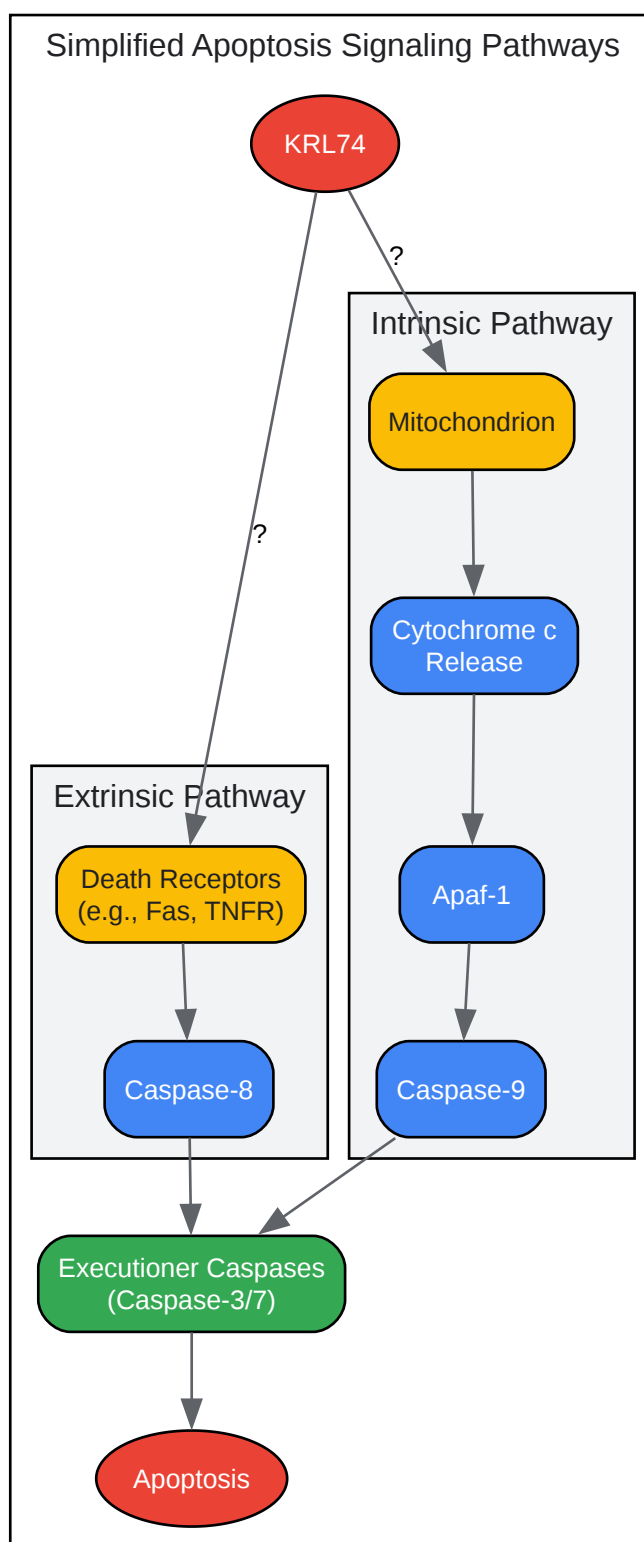 Simplified Apoptosis Signaling Pathways
KRL74
?
Intrinsic Pathway
Mitochondrion
?
Cytochrome c
Release
Extrinsic Pathway
Death Receptors
(e.g., Fas, TNFR)
Apaf-1
Caspase-8
Caspase-9
Executioner Caspases
(Caspase-3/7)
Apoptosis